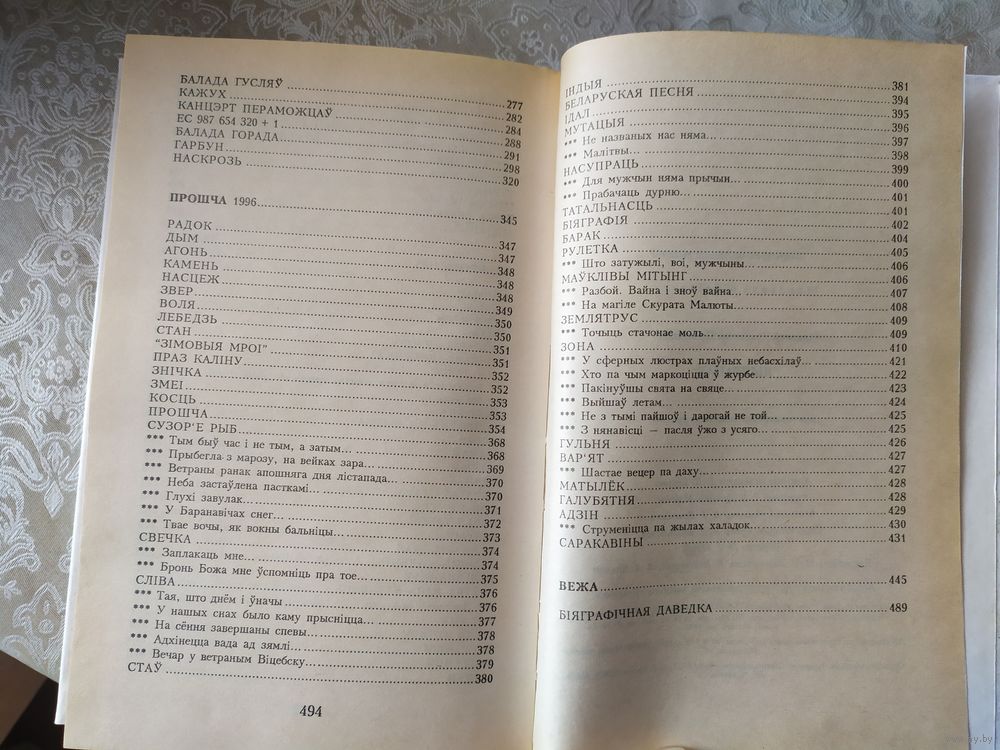 БАЛАДА ГУСЛЯЎ 277
КАЖУХ 282
КАНЦЭРТ ПЕРАМОЖЦАЎ 284
ЕС 987 654 320 + 1 288
БАЛАДА ГОРАДА 291
ГАРБУН 298
НАСКРОЗЬ 320
ПРОШЧА 1996 345
РАДОК 347
ДЫМ 347
АГОНЬ 348
КАМЕНЬ 348
НАСЦЕЖ 348
ЗВЕР 349
ВОЛЯ 350
ЛЕБЕДЗЬ 350
СТАН 351
"ЗІМОВЫЯ МРОІ" 351
ПРАЗ КАЛІНУ 352
ЗНІЧКА 352
ЗМЕІ 353
КОСЦЬ 353
ПРОШЧА 354
СУЗОР'Е РЫБ 368
*** Тым быў час і не тым, а затым... 368
*** Прыбегла з марозу, на вейках зара... 369
*** Ветраны ранак апошняга дня лістапада... 370
*** Неба застаўлена пасткамі... 370
*** Глухі завулак... 371
*** У Баранавічах снег... 372
*** Твае вочы, як вокны бальніцы... 373
СВЕЧКА 374
*** Заплакаць мне... 374
*** Бронь Божа мне ўспомніць пра тое... 375
СЛІВА 376
*** Тая, што днём і ўначы 376
*** У нашых снах было каму прысніцца... 377
*** На сёння завершаны спевы... 378
*** Адхінецца вада ад зямлі... 378
*** Вечар у ветраным Віцебску... 379
СТАЎ 380
494
ІНДЫЯ 381
БЕЛАРУСКАЯ ПЕСНЯ 394
ІДАЛ 395
МУТАЦЫЯ 396
*** Не названых нас няма... 397
*** Малітвы... 398
НАСУПРАЦЬ 399
*** Для мужчын няма прычын... 400
*** Прабачаць дурню... 401
ТАТАЛЬНАСЦЬ 401
БІЯГРАФІЯ 402
БАРАК 404
РУЛЕТКА 405
*** Што затужылі, воі, мужчыны... 406
МАЎКЛІВЫ МІТЫНГ 406
*** Разбой. Вайна і зноў вайна... 407
*** На магіле Скурата Малюты... 408
ЗЕМЛЯТРУС 409
*** Точыць стачонае моль... 409
ЗОНА 410
*** У сферных люстрах плаўных небасхілаў... 421
*** Хто па чым маркоціцца ў журбе... 422
*** Пакінуўшы свята на свяце... 423
*** Выйшаў летам... 424
*** Не з тымі пайшоў і дарогай не той... 425
*** З нянавісці — пасля ўжо з усяго... 425
ГУЛЬНЯ 426
ВАР'ЯТ 427
*** Шастае вецер па даху... 427
МАТЫЛЁК 428
ГАЛУБЯТНЯ 428
АДЗІН 429
*** Струменіцца па жылах халадок... 430
САРАКАВІНЫ 431
ВЕЖА 445
БІЯГРАФІЧНАЯ ДАВЕДКА 489